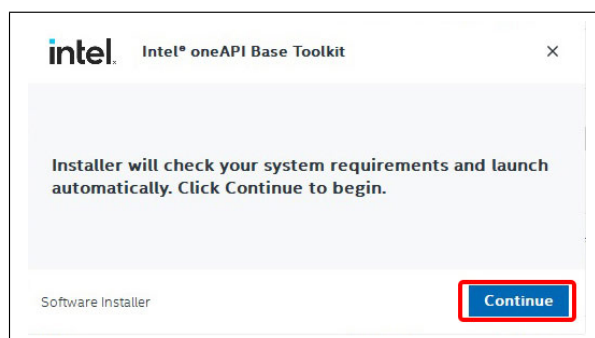 intel. Intel® oneAPI Base Toolkit ×
Installer will check your system requirements and launch
automatically. Click Continue to begin.
Software Installer Continue